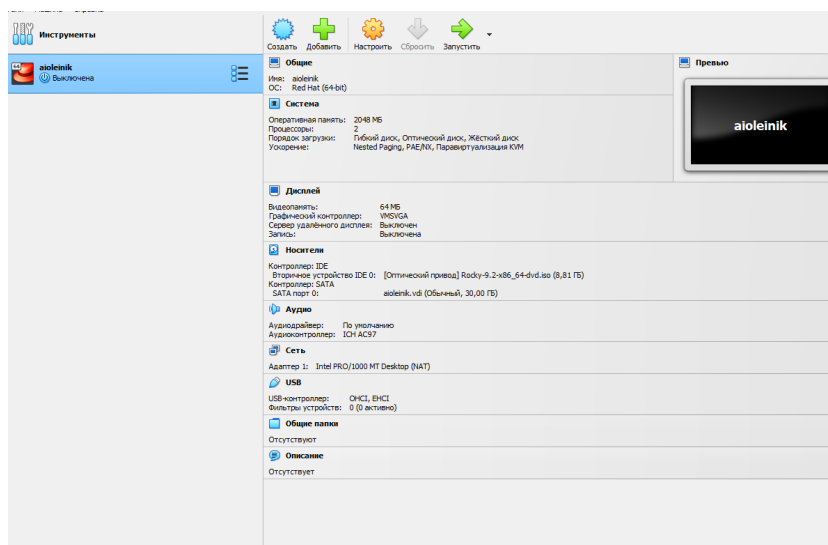 Инструменты
Создать Добавить Настроить Сбросить Запустить
64
aioleinik
Выключена
Общие
Имя: aioleinik
ОС: Red Hat (64-bit)
Система
Оперативная память: 2048 МБ
Процессоры: 2
Порядок загрузки: Гибкий диск, Оптический диск, Жёсткий диск
Ускорение: Nested Paging, PAE/NX, Паравиртуализация KVM
Превью
aioleinik
Дисплей
Видеопамять: 64 МБ
Графический контроллер: VMSVGA
Сервер удалённого дисплея: Выключен
Запись: Выключена
Носители
Контроллер: IDE
Вторичное устройство IDE 0: [Оптический привод] Rocky-9.2-x86_64-dvd.iso (8,81 ГБ)
Контроллер: SATA
SATA порт 0: aioleinik.vdi (Обычный, 30,00 ГБ)
Аудио
Аудиодрайвер: По умолчанию
Аудиоконтроллер: ICH AC97
Сеть
Адаптер 1: Intel PRO/1000 MT Desktop (NAT)
USB
USB-контроллер: OHCI, EHCI
Фильтры устройств: 0 (0 активно)
Общие папки
Отсутствуют
Описание
Отсутствует